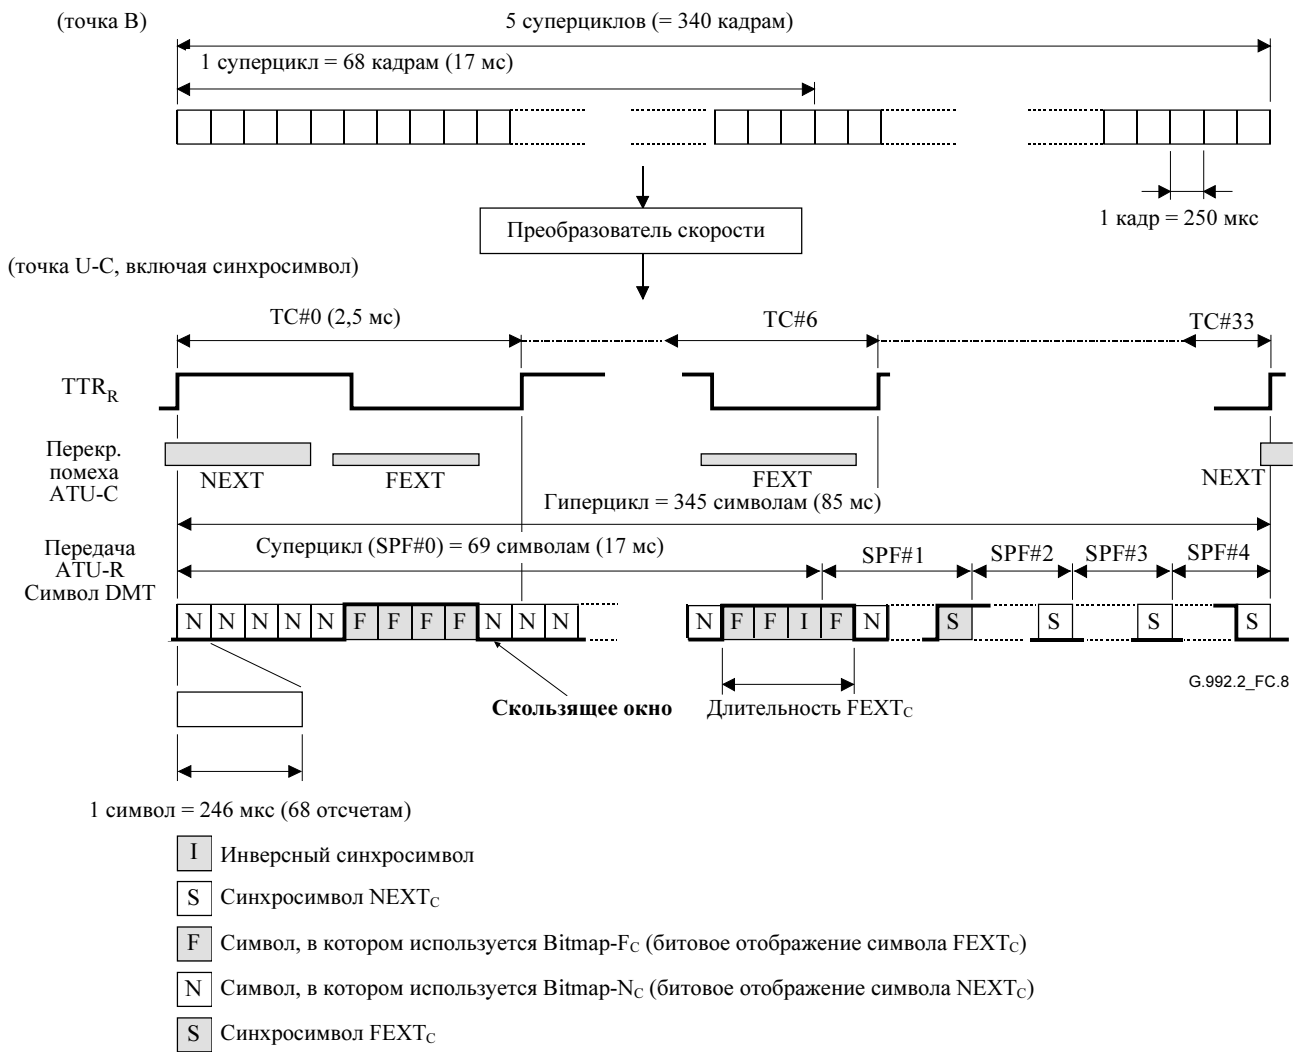 (точка B)
5 суперциклов (= 340 кадрам)
1 суперцикл = 68 кадрам (17 мс)
1 кадр = 250 мкс
Преобразователь скорости
(точка U-C, включая синхросимвол)
TC#0 (2,5 мс)
TC#6
TC#33
TTR_R
Перекр.
помеха
ATU-C
NEXT
FEXT
FEXT
NEXT
Гиперцикл = 345 символам (85 мс)
Передача
ATU-R
Символ DMT
Суперцикл (SPF#0) = 69 символам (17 мс)
SPF#1
SPF#2
SPF#3
SPF#4
N N N N N F F F F N N N
N F F I F N
S
S
S
S
G.992.2_FC.8
Скользящее окно
Длительность FEXT_C
1 символ = 246 мкс (68 отсчетам)
I Инверсный синхросимвол
S Синхросимвол NEXT_C
F Символ, в котором используется Bitmap-F_C (битовое отображение символа FEXT_C)
N Символ, в котором используется Bitmap-N_C (битовое отображение символа NEXT_C)
S Синхросимвол FEXT_C